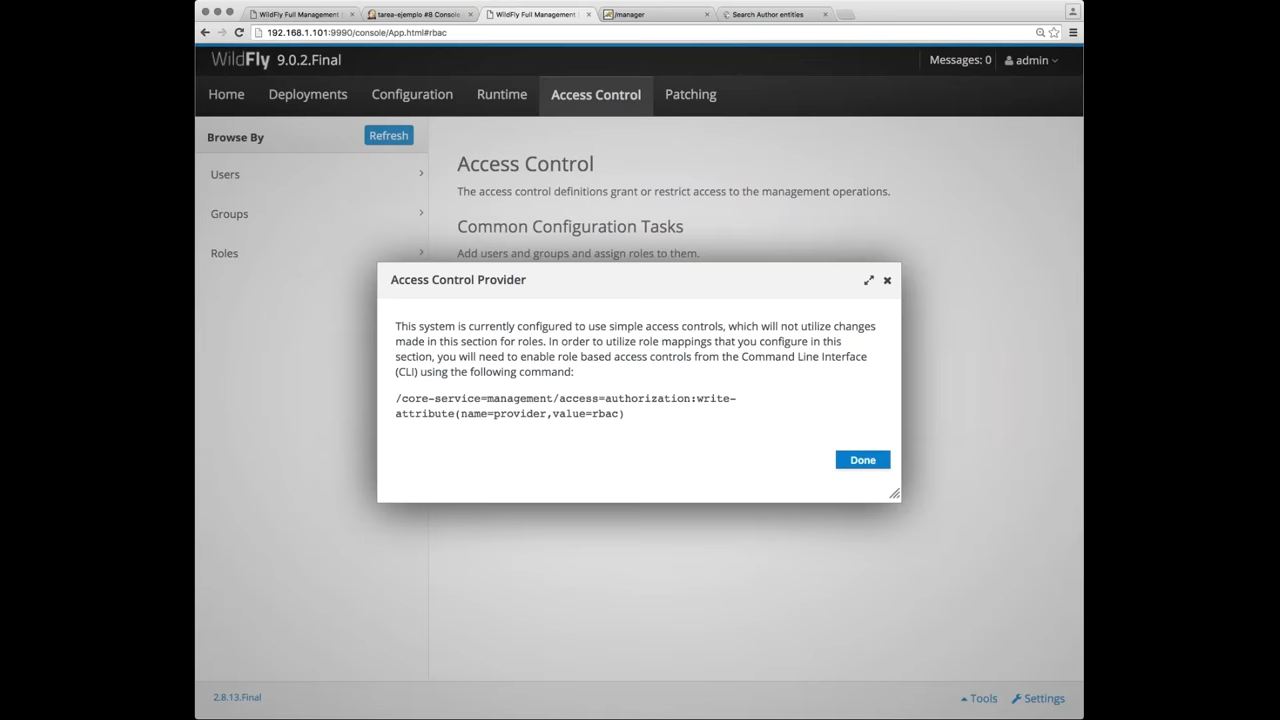 WildFly Full Management
tarea-ejemplo #8 Console
WildFly Full Management
/manager
Search Author entities
192.168.1.101:9990/console/App.html#rbac
WildFly 9.0.2.Final
Messages: 0
admin
Home
Deployments
Configuration
Runtime
Access Control
Patching
Browse By
Refresh
Users
Groups
Roles
Access Control
The access control definitions grant or restrict access to the management operations.
Common Configuration Tasks
Add users and groups and assign roles to them.
Access Control Provider
This system is currently configured to use simple access controls, which will not utilize changes
made in this section for roles. In order to utilize role mappings that you configure in this
section, you will need to enable role based access controls from the Command Line Interface
(CLI) using the following command:
/core-service=management/access=authorization:write-
attribute(name=provider,value=rbac)
Done
2.8.13.Final
Tools
Settings